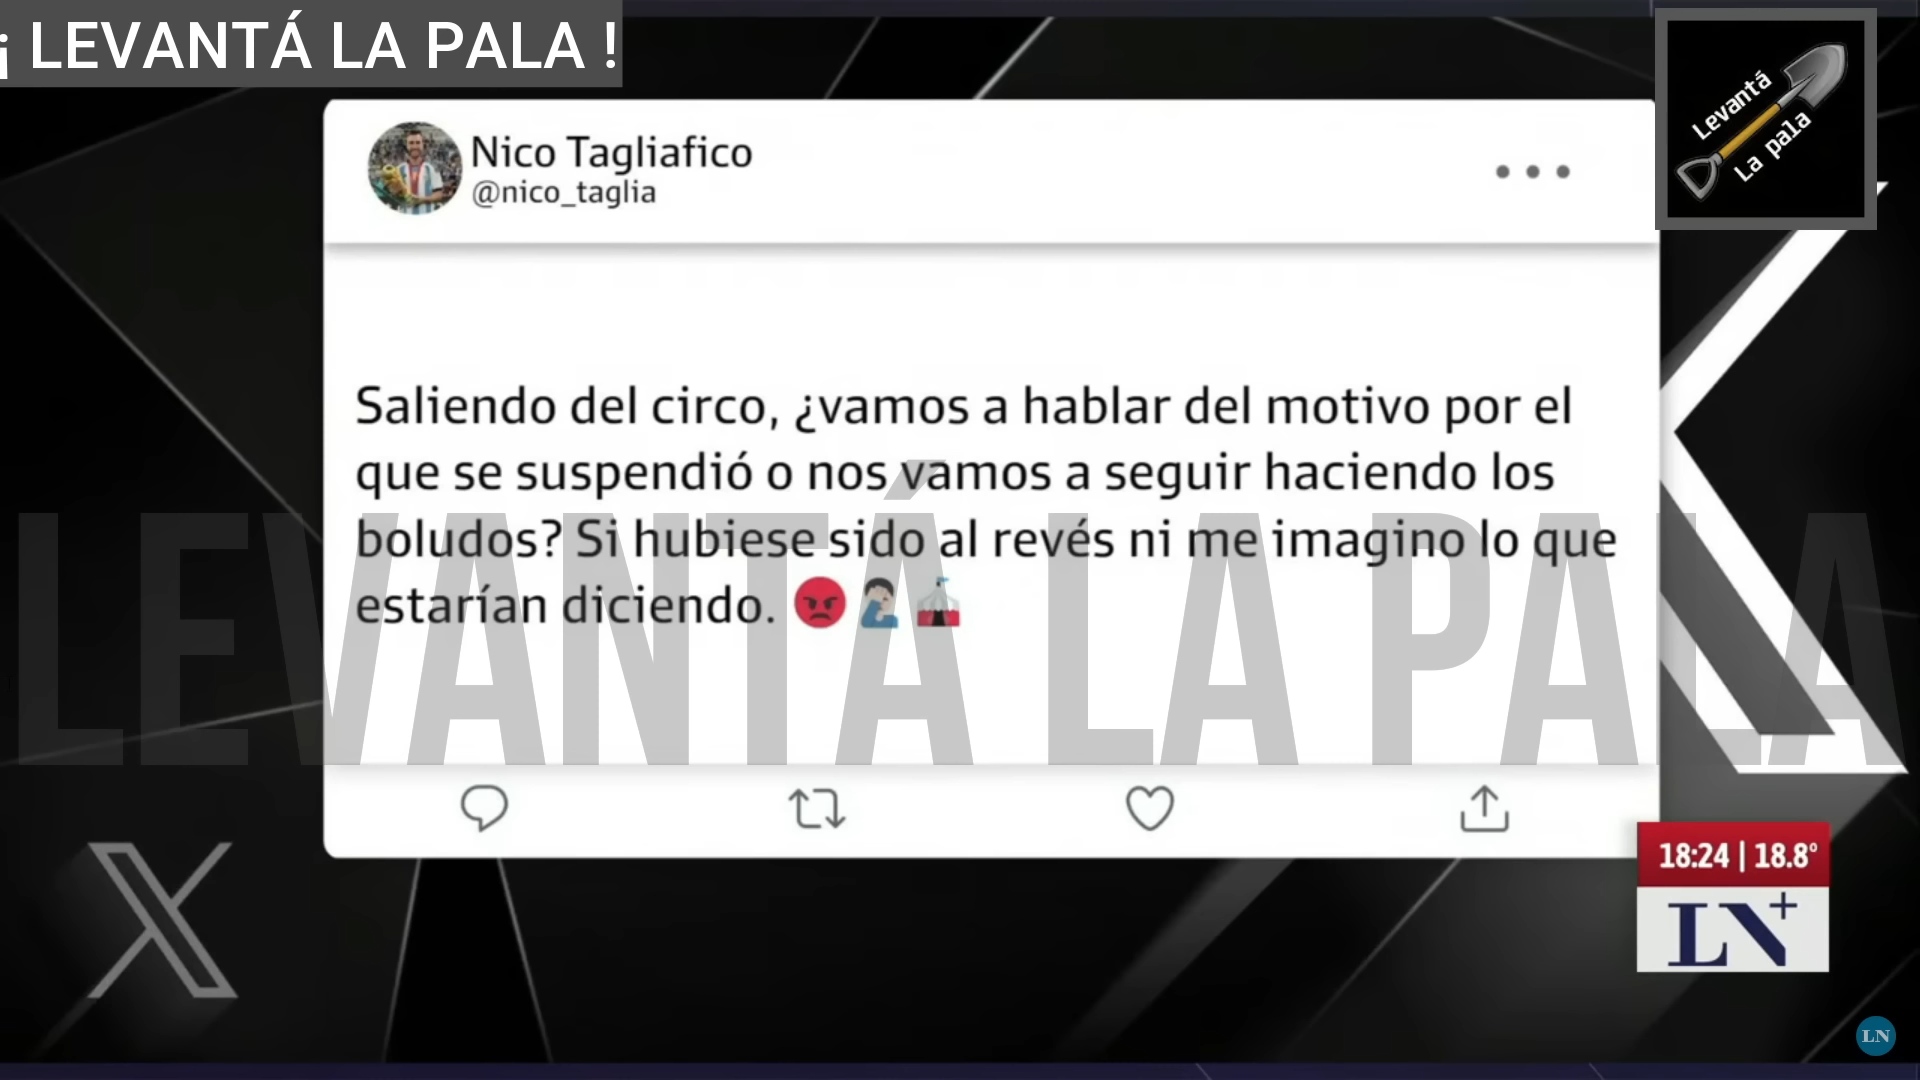 ¡ LEVANTÁ LA PALA !
Levantá
La pala
Nico Tagliafico
@nico_taglia
Saliendo del circo, ¿vamos a hablar del motivo por el
que se suspendió o nos vamos a seguir haciendo los
boludos? Si hubiese sido al revés ni me imagino lo que
estarían diciendo.
LEVANTÁ LA PALA
18:24 | 18.8°
LN+
LN